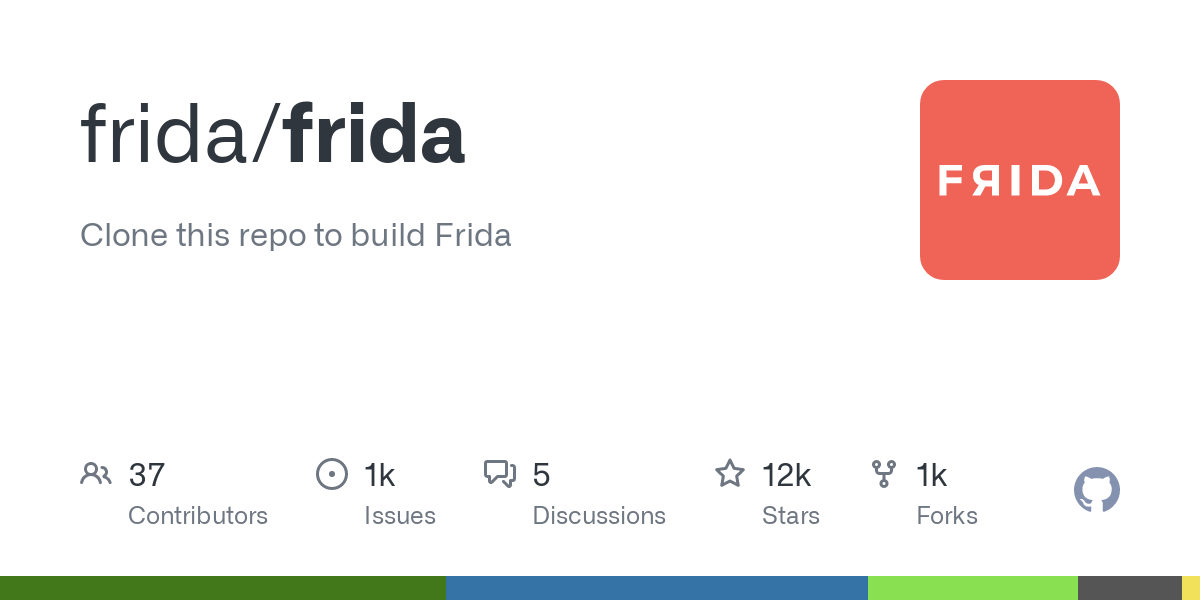 frida/frida
FЯIDA
Clone this repo to build Frida
37
Contributors
1k
Issues
5
Discussions
12k
Stars
1k
Forks